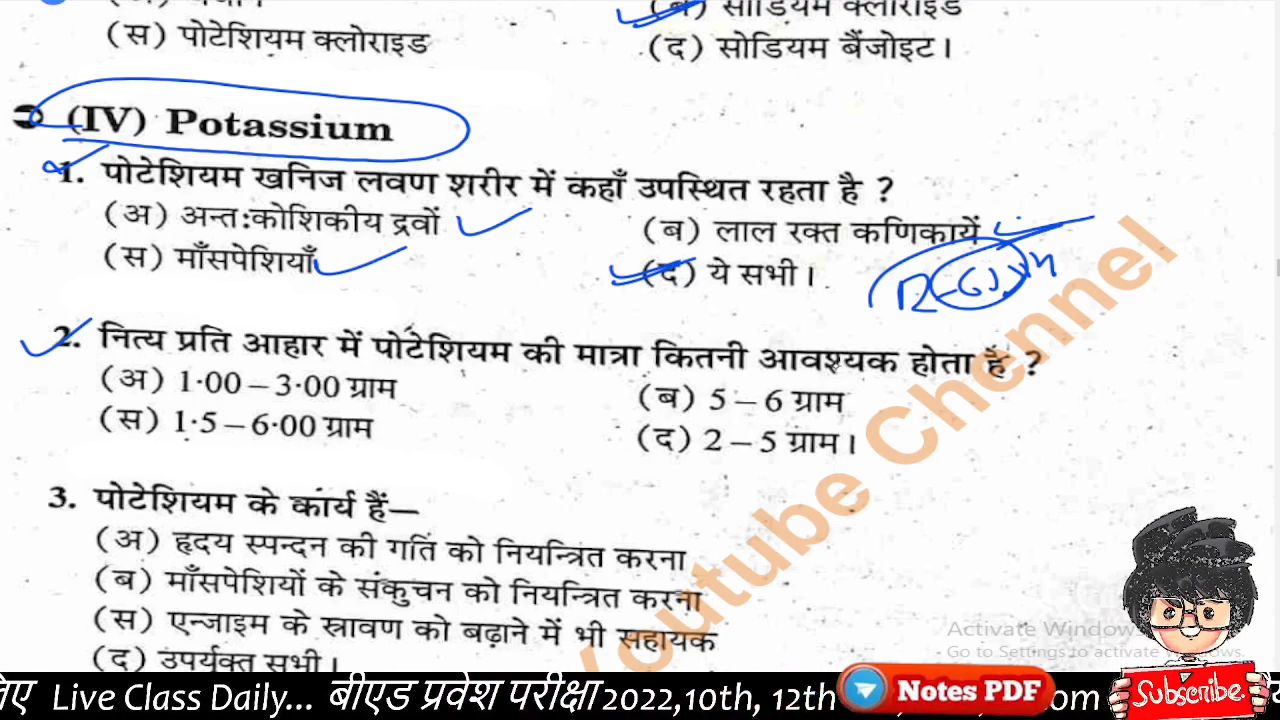 (ब) सोडियम क्लोराइड
(स) पोटेशियम क्लोराइड (द) सोडियम बैंजोइट।
(IV) Potassium
1. पोटेशियम खनिज लवण शरीर में कहाँ उपस्थित रहता है ?
(अ) अन्तःकोशिकीय द्रवों (ब) लाल रक्त कणिकायें
(स) माँसपेशियाँ (द) ये सभी।
2. नित्य प्रति आहार में पोटेशियम की मात्रा कितनी आवश्यक होता है ?
(अ) 1·00 – 3·00 ग्राम (ब) 5 – 6 ग्राम
(स) 1·5 – 6·00 ग्राम (द) 2 – 5 ग्राम।
3. पोटेशियम के कार्य हैं—
(अ) हृदय स्पन्दन की गति को नियन्त्रित करना
(ब) माँसपेशियों के संकुचन को नियन्त्रित करना
(स) एन्जाइम के स्रावण को बढ़ाने में भी सहायक
(द) उपर्यक्त सभी।
Youtube Chennel
Activate Windows
Go to Settings to activate Windows.
Live Class Daily... बीएड प्रवेश परीक्षा 2022,10th, 12th
Notes PDF
Subscribe